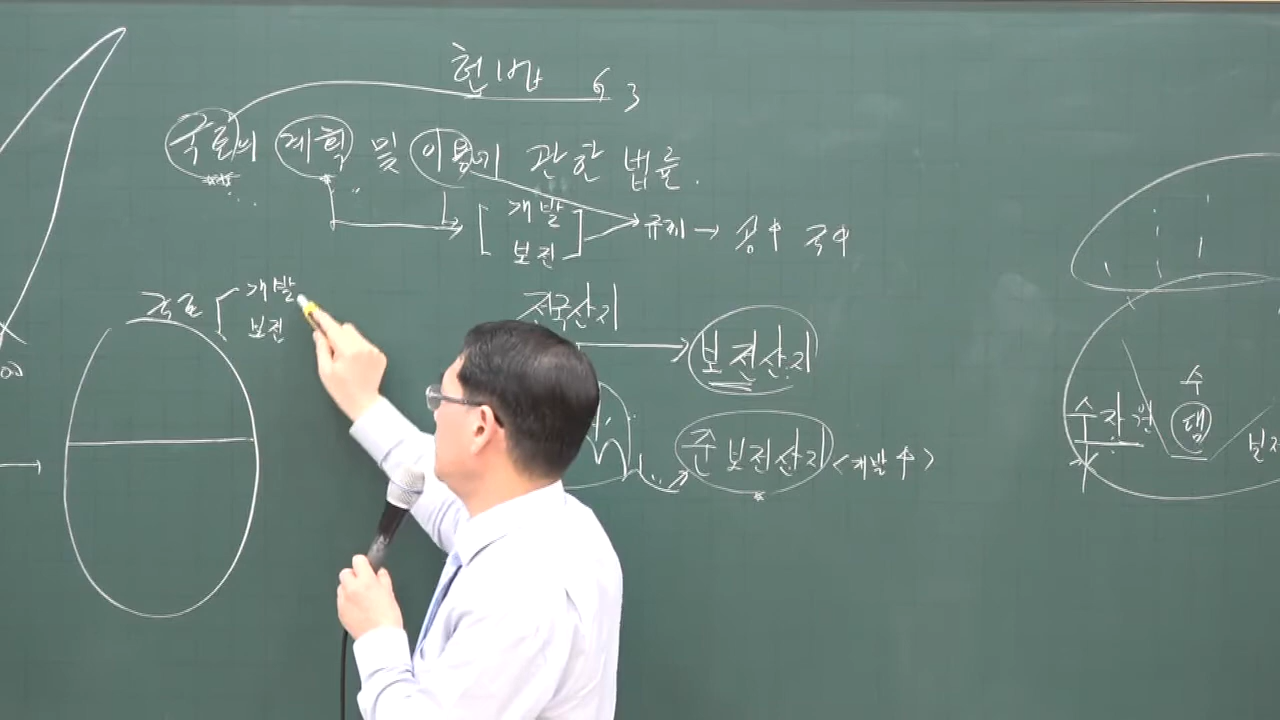 헌법 63
국토의 계획 및 이용에 관한 법률.
개발
보전
규제 → 공↑ 국↑
국토
개발
보전
전국산지
보전산지
준보전산지 <개발↑>
수자원
수
댐